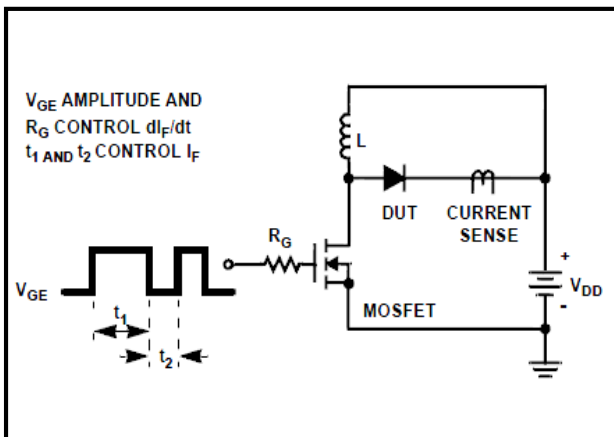 V_GE AMPLITUDE AND
R_G CONTROL dI_F/dt
t_1 AND t_2 CONTROL I_F
L
DUT
CURRENT
SENSE
R_G
+
V_DD
-
V_GE
MOSFET
t_1
t_2